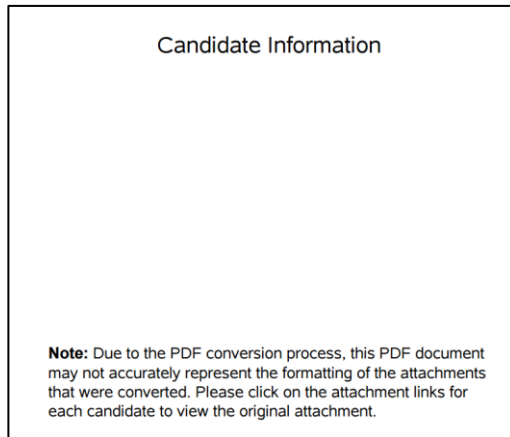 Candidate Information
Note: Due to the PDF conversion process, this PDF document
may not accurately represent the formatting of the attachments
that were converted. Please click on the attachment links for
each candidate to view the original attachment.